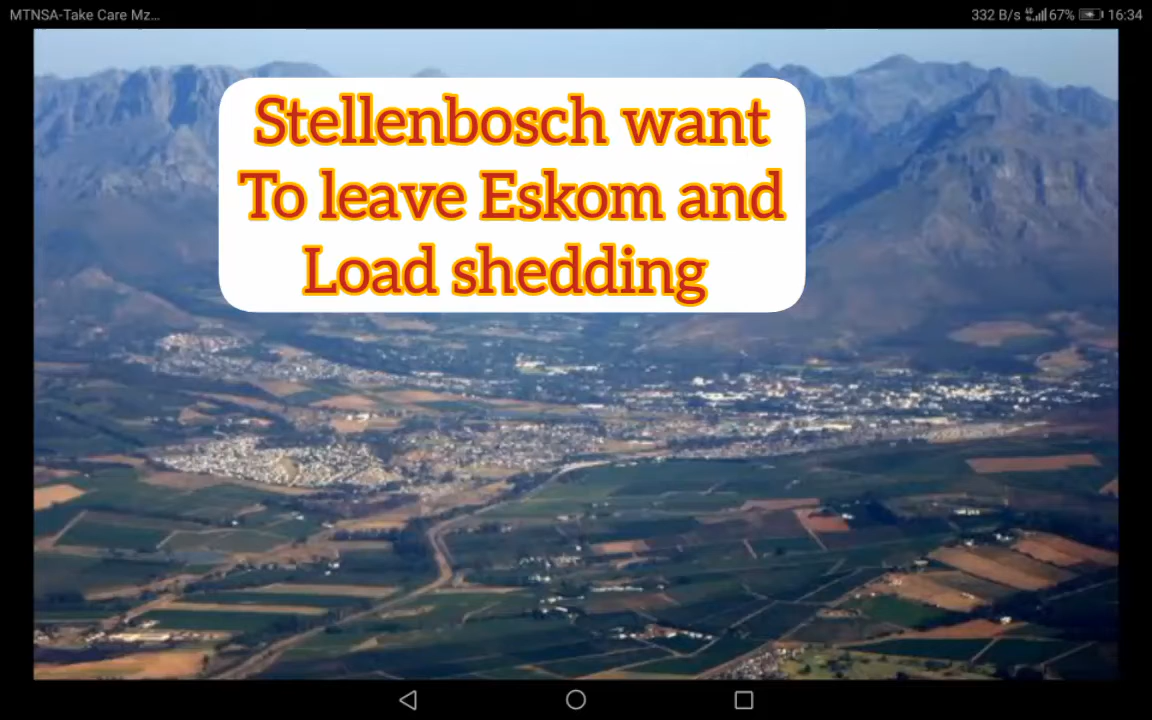 MTNSA-Take Care Mz...
332 B/s 67% 16:34
Stellenbosch want
To leave Eskom and
Load shedding